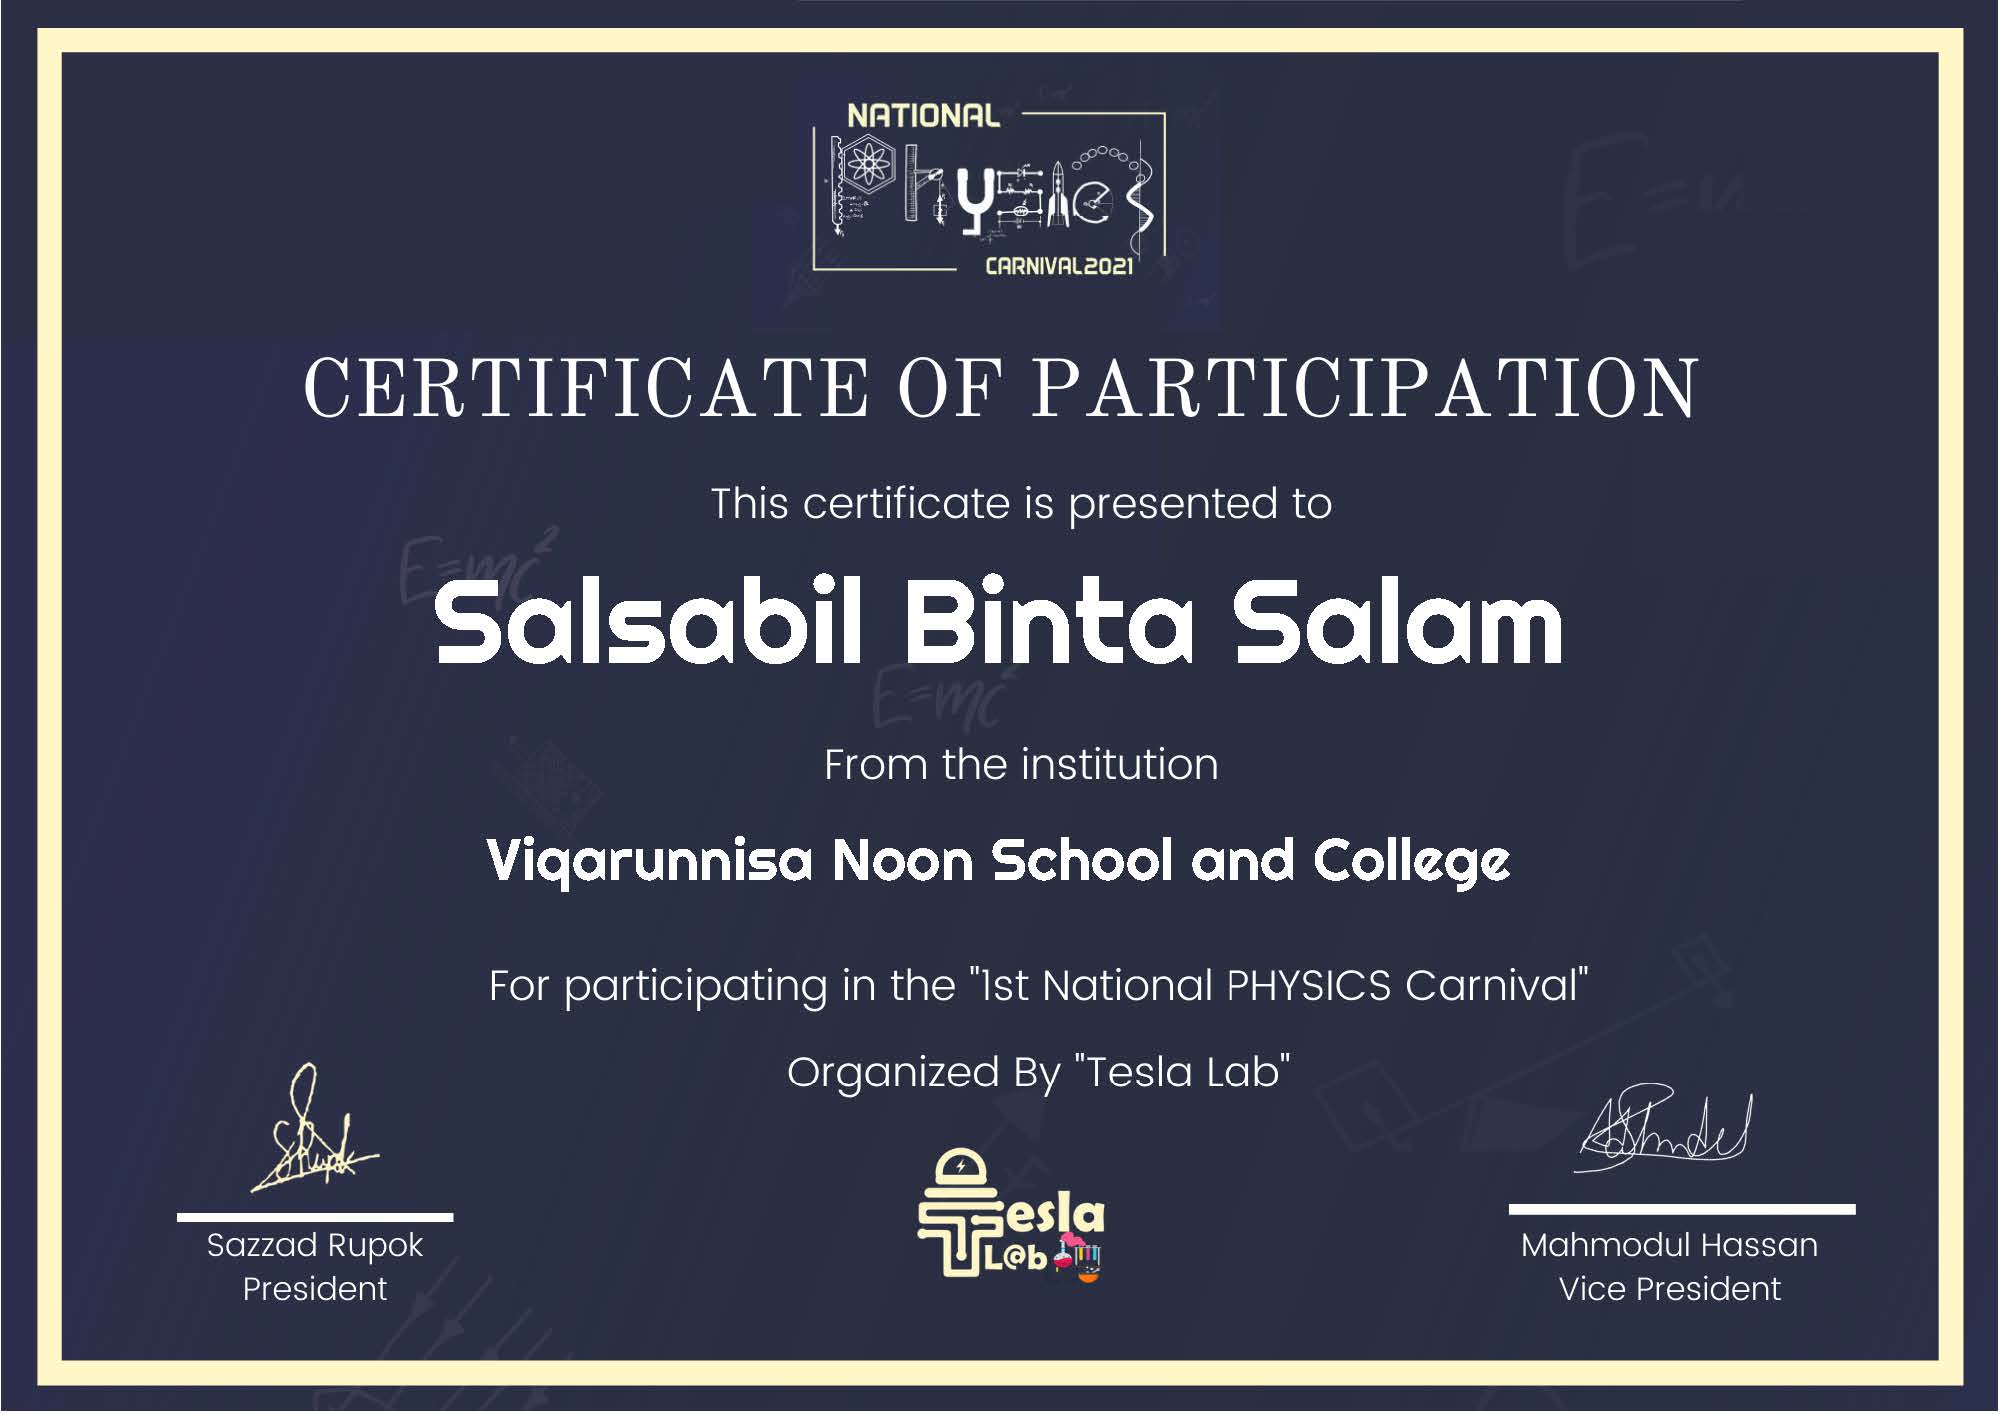 NATIONAL
PHYSICS
CARNIVAL2021
CERTIFICATE OF PARTICIPATION
This certificate is presented to
E=mc²
Salsabil Binta Salam
E=mc²
From the institution
Viqarunnisa Noon School and College
For participating in the "1st National PHYSICS Carnival"
Organized By "Tesla Lab"
Tesla
L@b
Sazzad Rupok
President
Mahmodul Hassan
Vice President